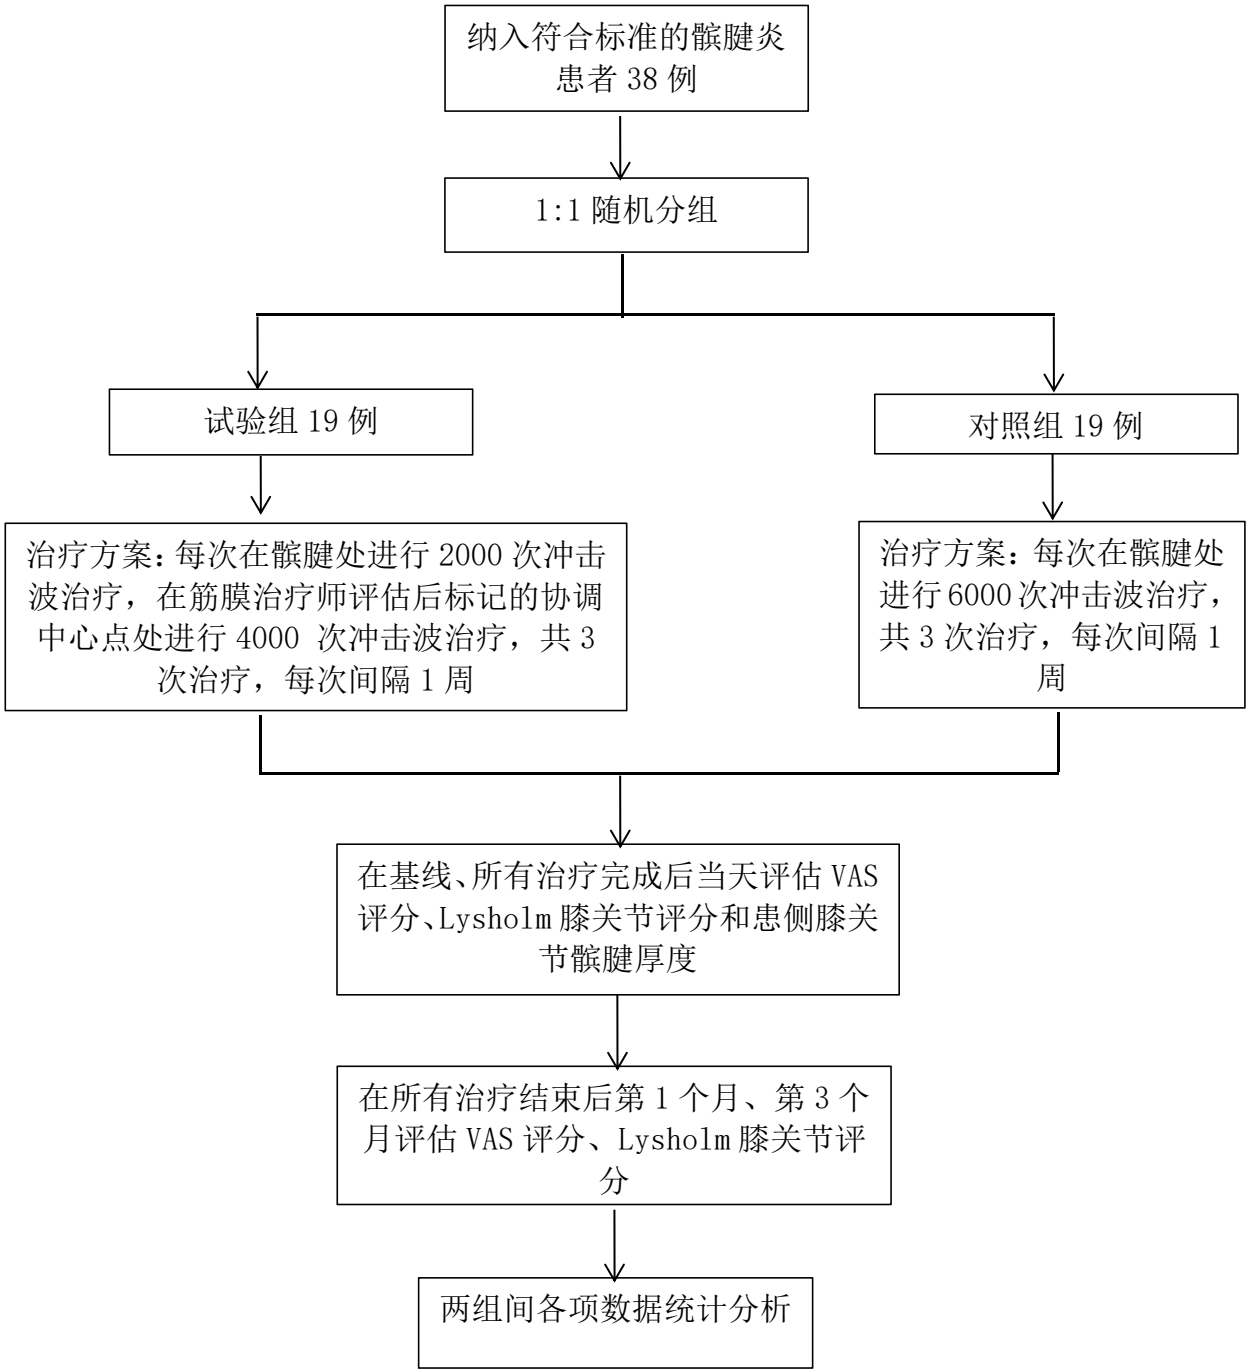 纳入符合标准的髌腱炎
患者 38 例
1:1 随机分组
试验组 19 例
对照组 19 例
治疗方案：每次在髌腱处进行 2000 次冲击
波治疗，在筋膜治疗师评估后标记的协调
中心点处进行 4000 次冲击波治疗，共 3
次治疗，每次间隔 1 周
治疗方案：每次在髌腱处
进行 6000 次冲击波治疗，
共 3 次治疗，每次间隔 1
周
在基线、所有治疗完成后当天评估 VAS
评分、Lysholm 膝关节评分和患侧膝关
节髌腱厚度
在所有治疗结束后第 1 个月、第 3 个
月评估 VAS 评分、Lysholm 膝关节评
分
两组间各项数据统计分析